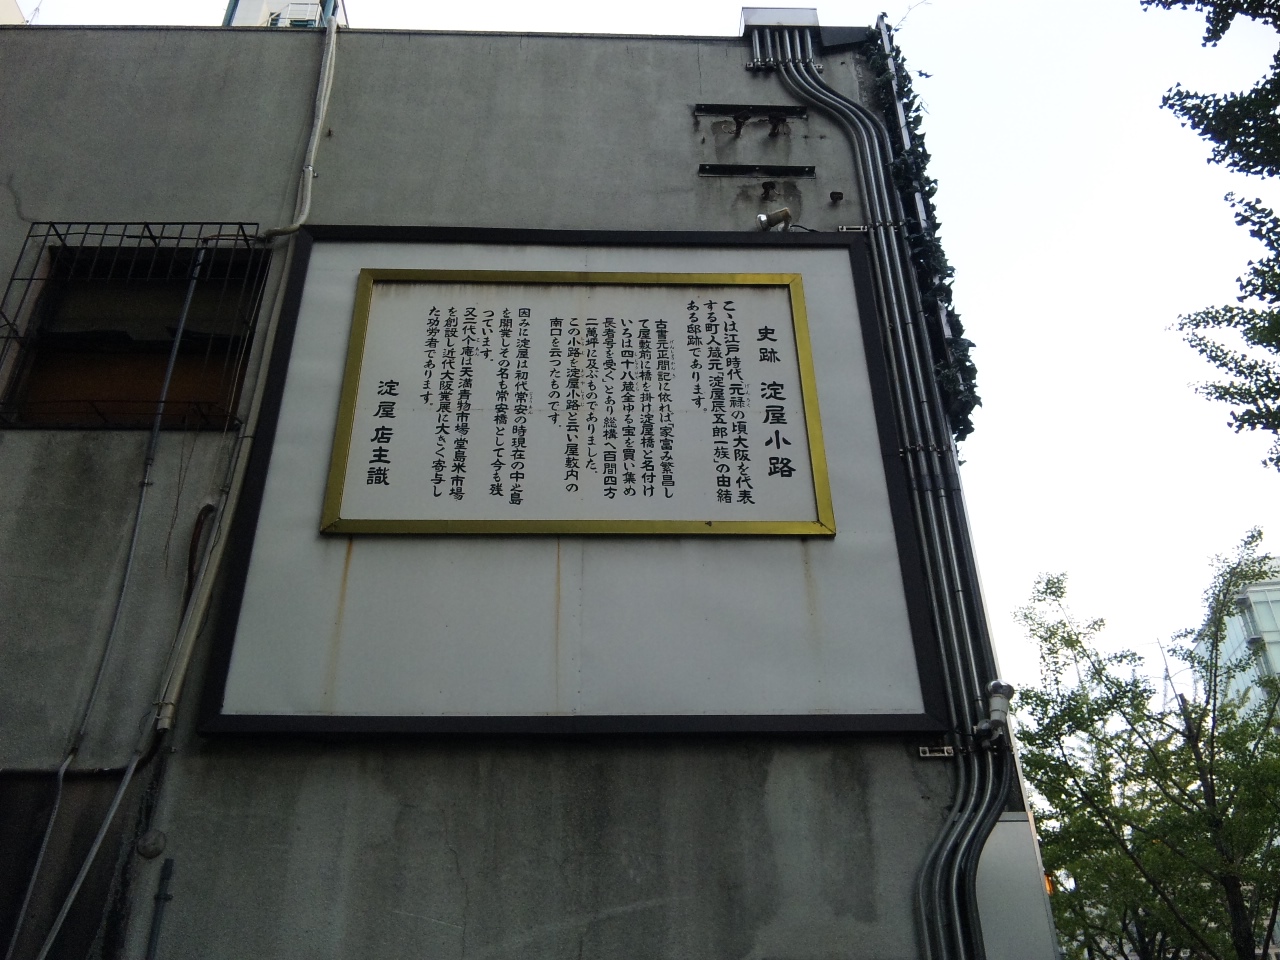 史跡 淀屋小路
こゝは江戸時代、元禄の頃大阪を代表
する町人蔵元「淀屋辰五郎一族」の由緒
ある邸跡であります。
古書元正間記に依れば「家富み繁昌し
て屋敷前に橋を掛け淀屋橋と名付け
いろは四十八蔵金ゆる宝を買い集め
長者号を受く」とあり総構へ百間四方
二萬坪に及ぶものでありました、
この小路を淀屋小路と云い屋敷内の
南口を云つたものです。
因みに淀屋は初代常安の時現在の中之島
を開発しその名も常安橋として今も残
っています。
又二代个庵は天満青物市場、堂島米市場
を創設し近代大阪発展に大きく寄与し
た功労者であります。
淀屋店主識